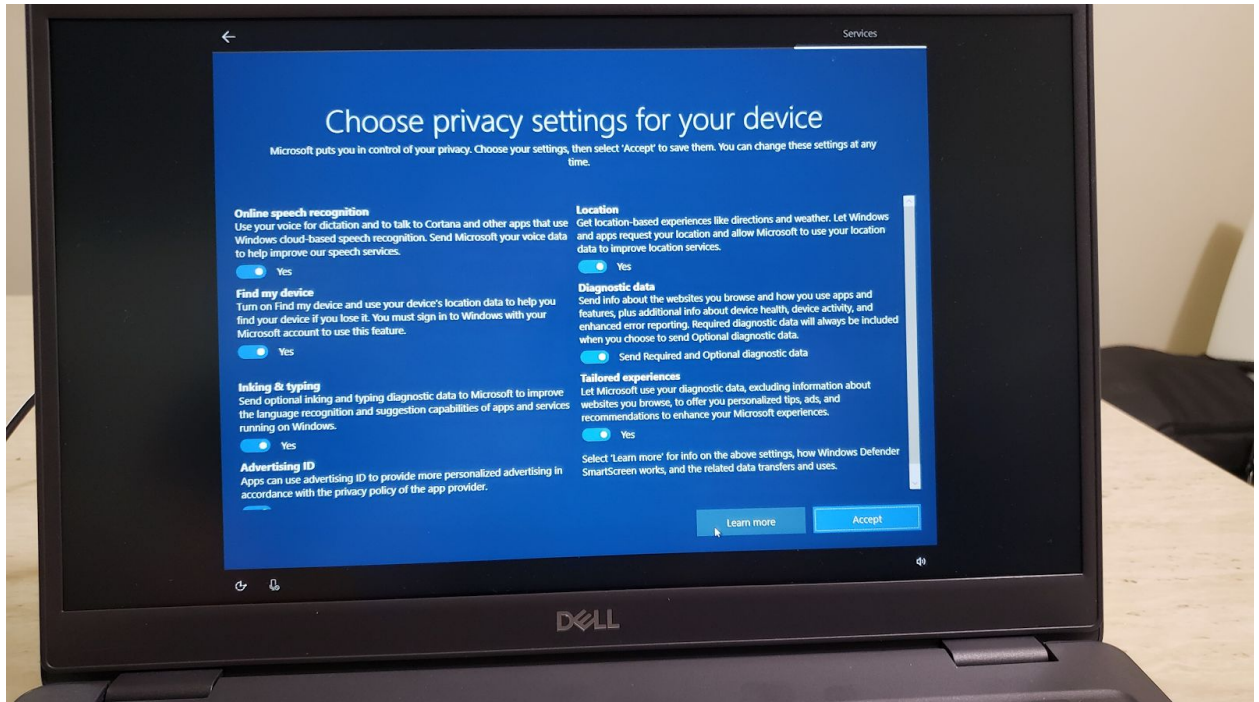 Services
Choose privacy settings for your device
Microsoft puts you in control of your privacy. Choose your settings, then select 'Accept' to save them. You can change these settings at any
time.
Online speech recognition
Use your voice for dictation and to talk to Cortana and other apps that use
Windows cloud-based speech recognition. Send Microsoft your voice data
to help improve our speech services.
Yes
Find my device
Turn on Find my device and use your device's location data to help you
find your device if you lose it. You must sign in to Windows with your
Microsoft account to use this feature.
Yes
Inking & typing
Send optional inking and typing diagnostic data to Microsoft to improve
the language recognition and suggestion capabilities of apps and services
running on Windows.
Yes
Advertising ID
Apps can use advertising ID to provide more personalized advertising in
accordance with the privacy policy of the app provider.
Location
Get location-based experiences like directions and weather. Let Windows
and apps request your location and allow Microsoft to use your location
data to improve location services.
Yes
Diagnostic data
Send info about the websites you browse and how you use apps and
features, plus additional info about device health, device activity, and
enhanced error reporting. Required diagnostic data will always be included
when you choose to send Optional diagnostic data.
Send Required and Optional diagnostic data
Tailored experiences
Let Microsoft use your diagnostic data, excluding information about
websites you browse, to offer you personalized tips, ads, and
recommendations to enhance your Microsoft experiences.
Yes
Select 'Learn more' for info on the above settings, how Windows Defender
SmartScreen works, and the related data transfers and uses.
Learn more
Accept
DELL